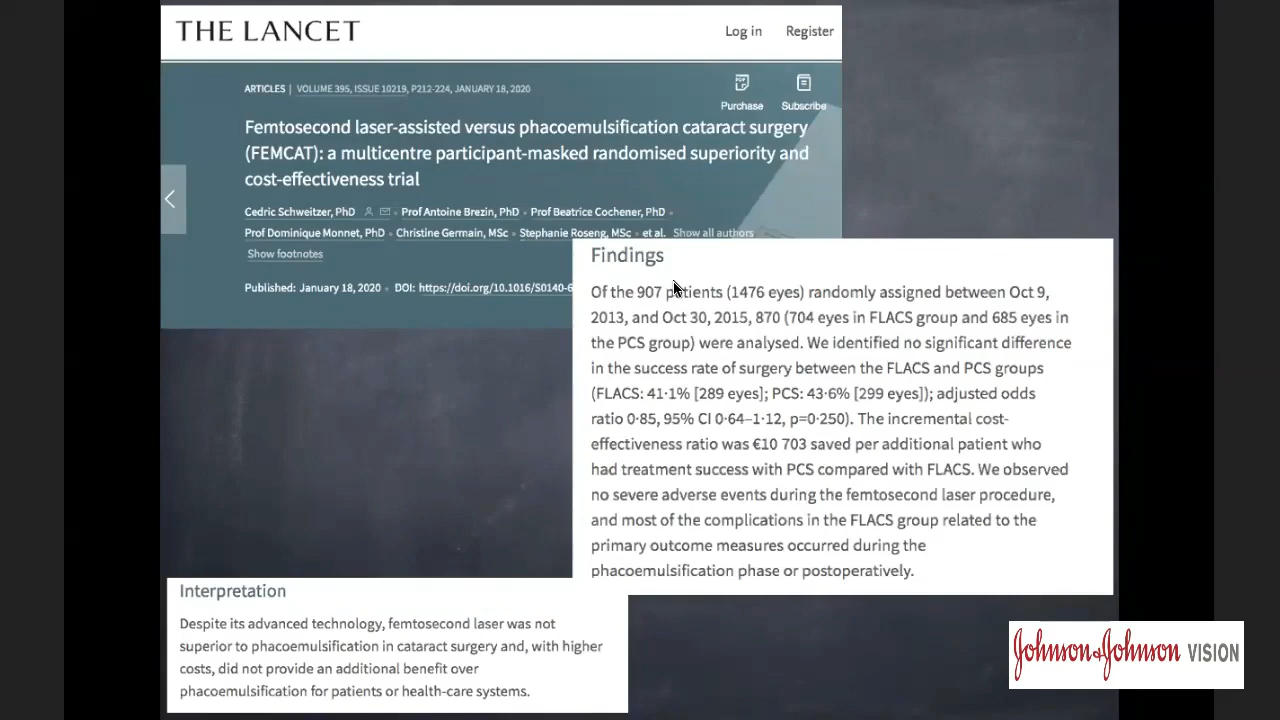 THE LANCET
Log in Register
ARTICLES | VOLUME 395, ISSUE 10219, P212-224, JANUARY 18, 2020
Purchase Subscribe
Femtosecond laser-assisted versus phacoemulsification cataract surgery
(FEMCAT): a multicentre participant-masked randomised superiority and
cost-effectiveness trial
Cedric Schweitzer, PhD • Prof Antoine Brezin, PhD • Prof Beatrice Cochener, PhD •
Prof Dominique Monnet, PhD • Christine Germain, MSc • Stephanie Roseng, MSc • et al. Show all authors
Show footnotes
Published: January 18, 2020 • DOI: https://doi.org/10.1016/S0140-6
Findings
Of the 907 patients (1476 eyes) randomly assigned between Oct 9,
2013, and Oct 30, 2015, 870 (704 eyes in FLACS group and 685 eyes in
the PCS group) were analysed. We identified no significant difference
in the success rate of surgery between the FLACS and PCS groups
(FLACS: 41·1% [289 eyes]; PCS: 43·6% [299 eyes]); adjusted odds
ratio 0·85, 95% CI 0·64–1·12, p=0·250). The incremental cost-
effectiveness ratio was €10 703 saved per additional patient who
had treatment success with PCS compared with FLACS. We observed
no severe adverse events during the femtosecond laser procedure,
and most of the complications in the FLACS group related to the
primary outcome measures occurred during the
phacoemulsification phase or postoperatively.
Interpretation
Despite its advanced technology, femtosecond laser was not
superior to phacoemulsification in cataract surgery and, with higher
costs, did not provide an additional benefit over
phacoemulsification for patients or health-care systems.
Johnson & Johnson VISION